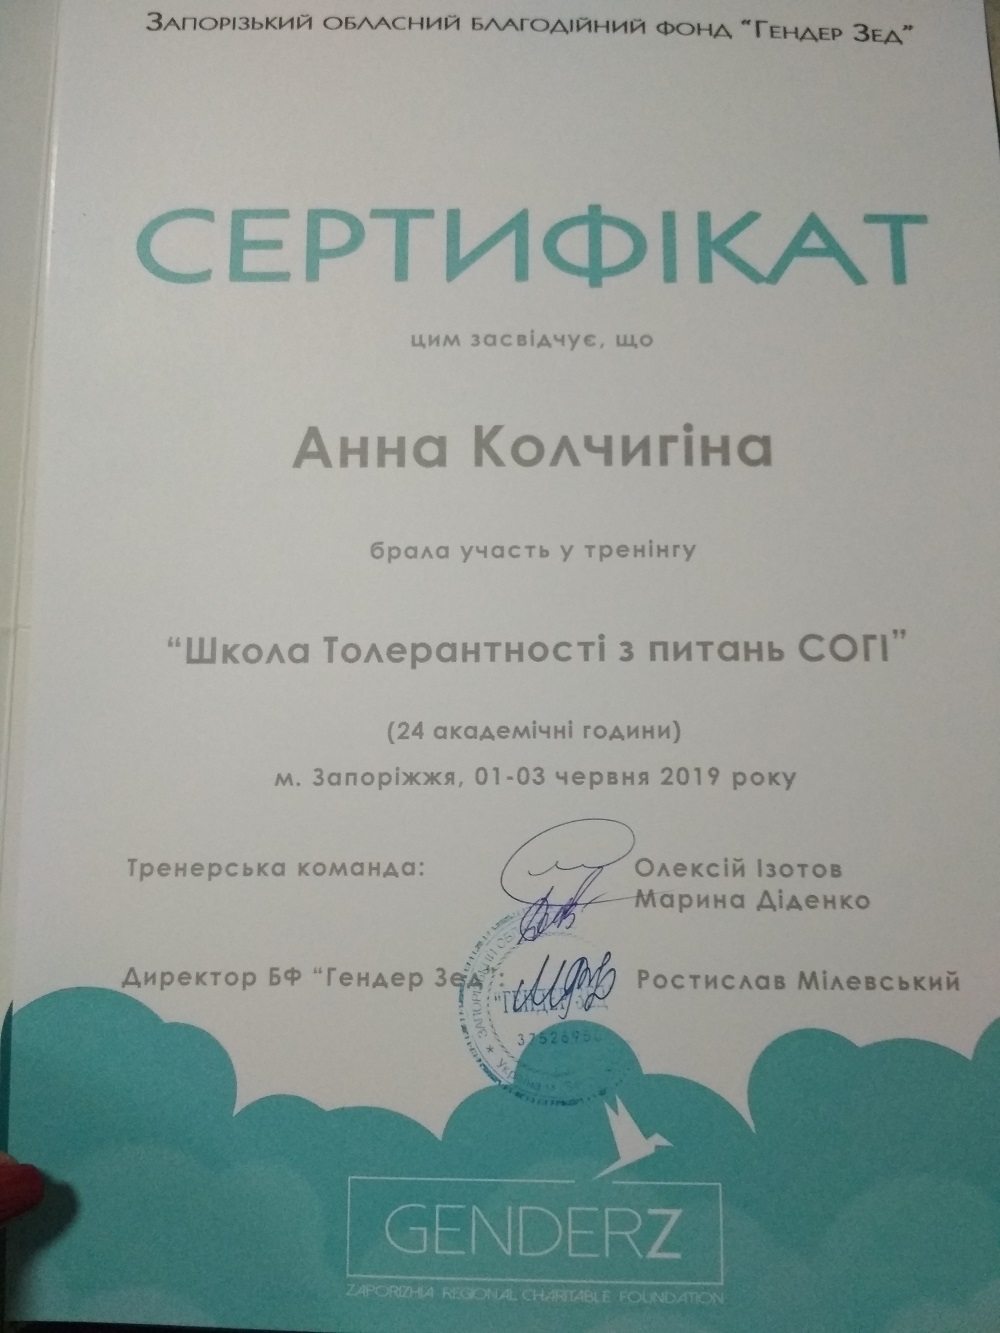 Запорізький обласний благодійний фонд "Гендер Зед"
СЕРТИФІКАТ
цим засвідчує, що
Анна Колчигіна
брала участь у тренінгу
"Школа Толерантності з питань СОГІ"
(24 академічні години)
м. Запоріжжя, 01-03 червня 2019 року
Тренерська команда:
Олексій Ізотов
Марина Діденко
Директор БФ "Гендер Зед"
Ростислав Мілевський
"ГЕНДЕР ЗЕД"
GENDERZ
ZAPORIZHIA REGIONAL CHARITABLE FOUNDATION